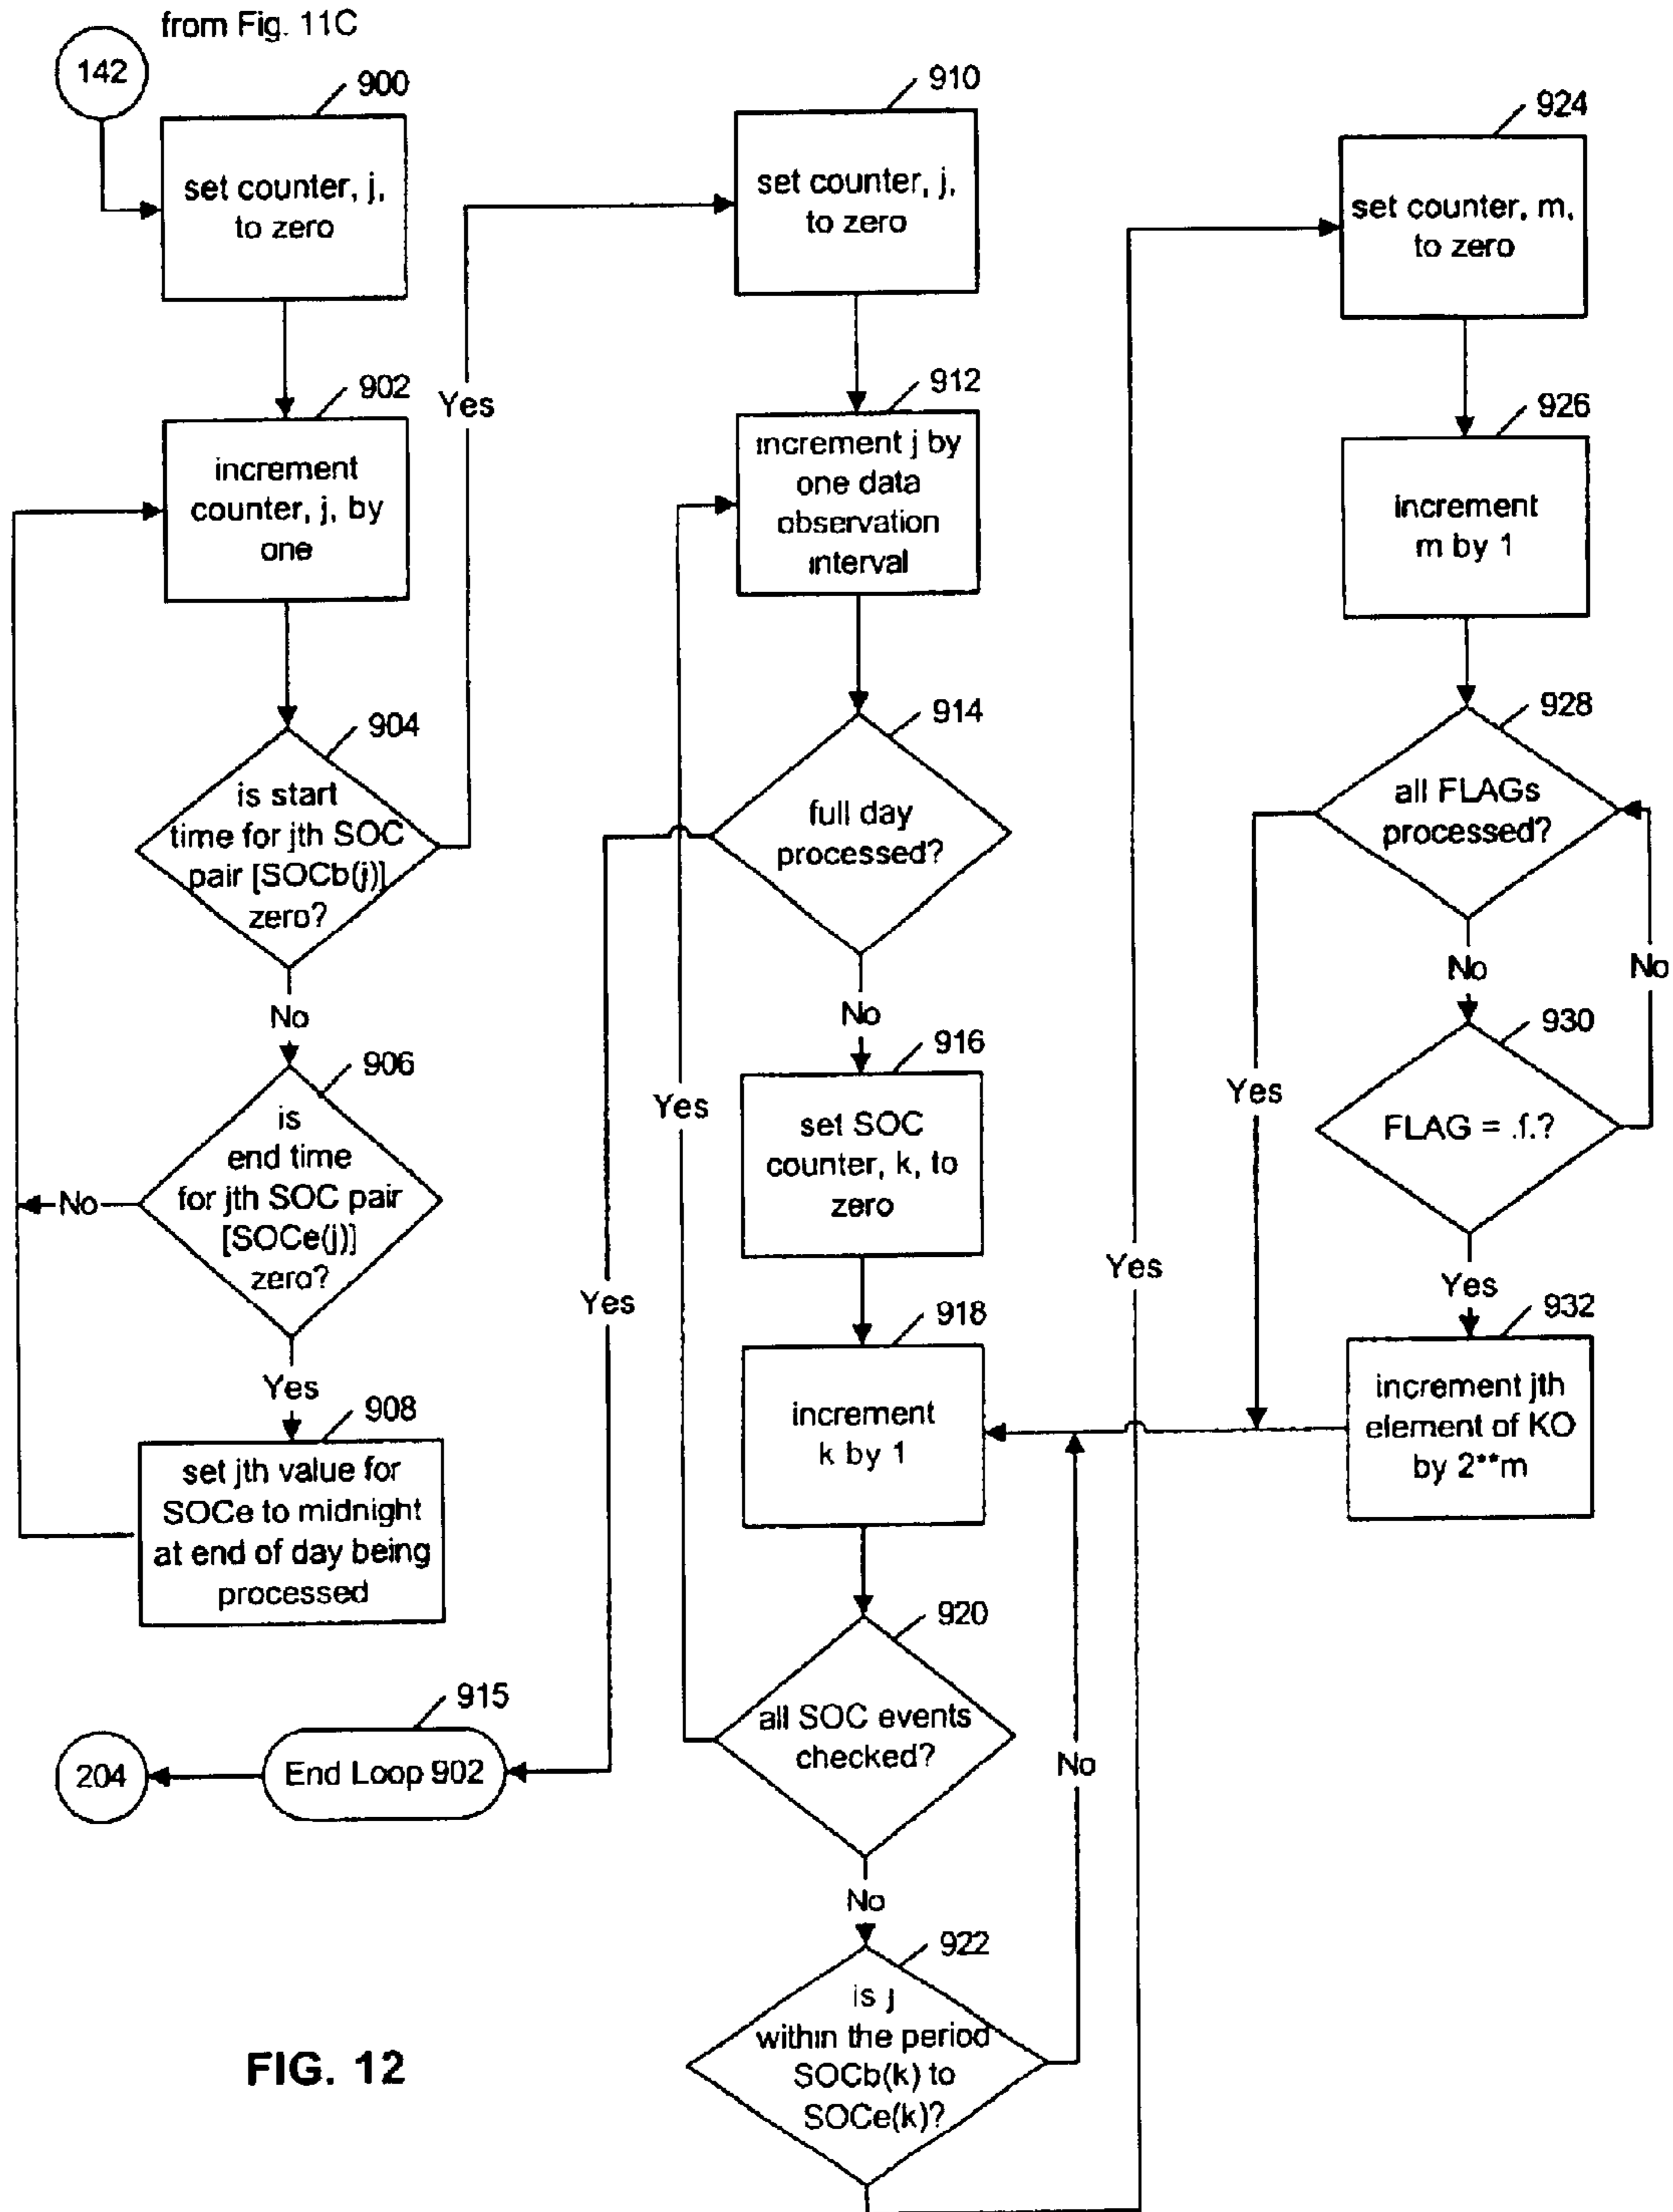 from Fig. 11C
142
900
set counter, j,
to zero
902
increment
counter, j, by
one
904
is start
time for jth SOC
pair [SOCb(j)]
zero?
Yes
No
906
is
end time
for jth SOC pair
[SOCe(j)]
zero?
No
Yes
908
set jth value for
SOCe to midnight
at end of day being
processed
915
End Loop 902
204
910
set counter, j,
to zero
912
increment j by
one data
observation
interval
914
full day
processed?
Yes
No
916
set SOC
counter, k, to
zero
918
increment
k by 1
920
all SOC events
checked?
Yes
No
922
is j
within the period
SOCb(k) to
SOCe(k)?
No
Yes
924
set counter, m,
to zero
926
increment
m by 1
928
all FLAGs
processed?
Yes
No
930
FLAG = .f.?
No
Yes
932
increment jth
element of KO
by 2**m
FIG. 12